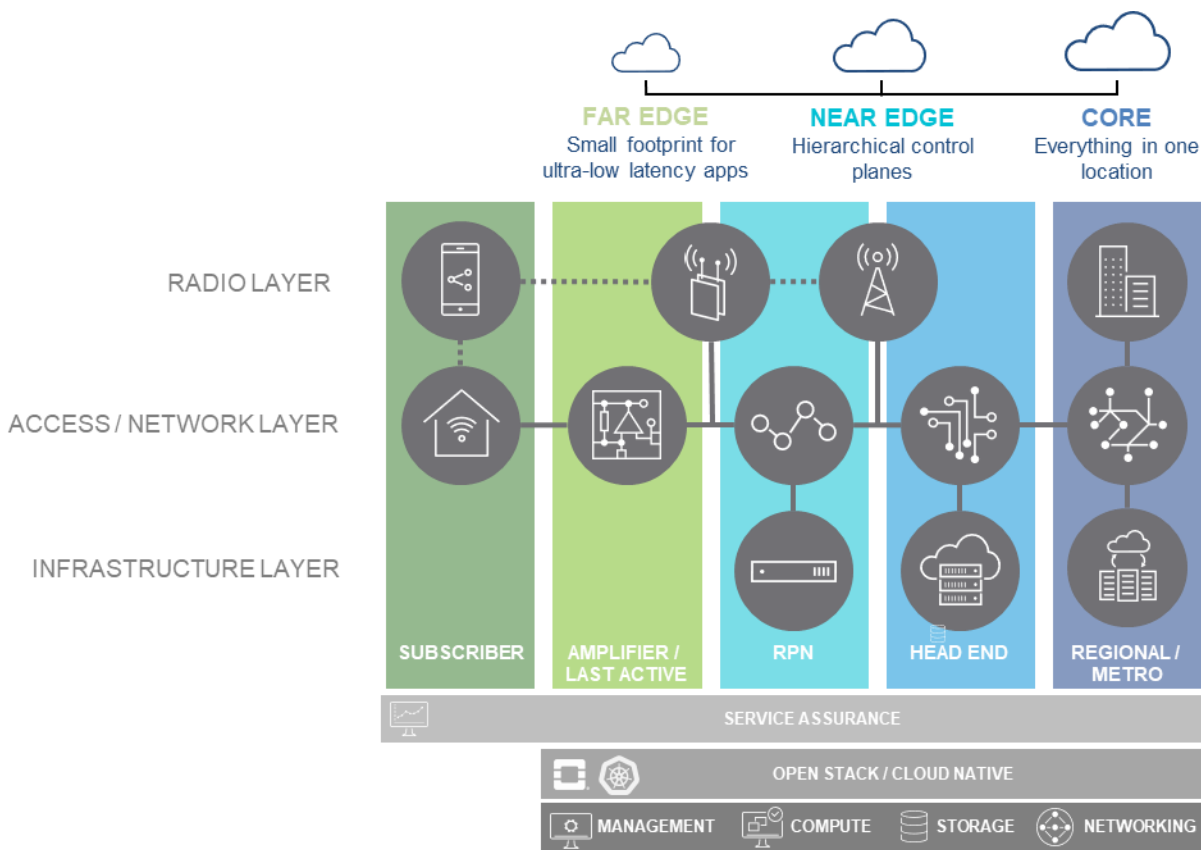 FAR EDGE
Small footprint for
ultra-low latency apps
NEAR EDGE
Hierarchical control
planes
CORE
Everything in one
location
RADIO LAYER
ACCESS / NETWORK LAYER
INFRASTRUCTURE LAYER
SUBSCRIBER
AMPLIFIER /
LAST ACTIVE
RPN
HEAD END
REGIONAL /
METRO
SERVICE ASSURANCE
OPEN STACK / CLOUD NATIVE
MANAGEMENT
COMPUTE
STORAGE
NETWORKING